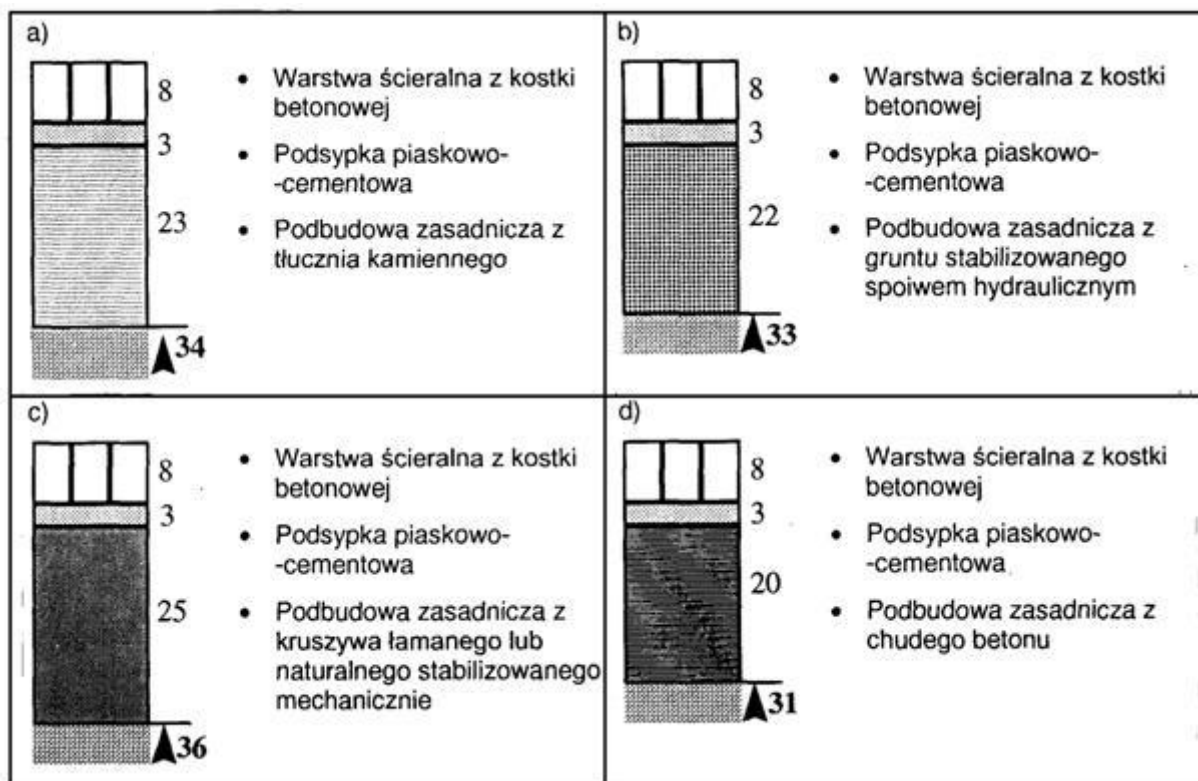 a)
8
3
23
34
• Warstwa ścieralna z kostki
betonowej
• Podsypka piaskowo-
-cementowa
• Podbudowa zasadnicza z
tłucznia kamiennego
b)
8
3
22
33
• Warstwa ścieralna z kostki
betonowej
• Podsypka piaskowo-
-cementowa
• Podbudowa zasadnicza z
gruntu stabilizowanego
spoiwem hydraulicznym
c)
8
3
25
36
• Warstwa ścieralna z kostki
betonowej
• Podsypka piaskowo-
-cementowa
• Podbudowa zasadnicza z
kruszywa łamanego lub
naturalnego stabilizowanego
mechanicznie
d)
8
3
20
31
• Warstwa ścieralna z kostki
betonowej
• Podsypka piaskowo-
-cementowa
• Podbudowa zasadnicza z
chudego betonu